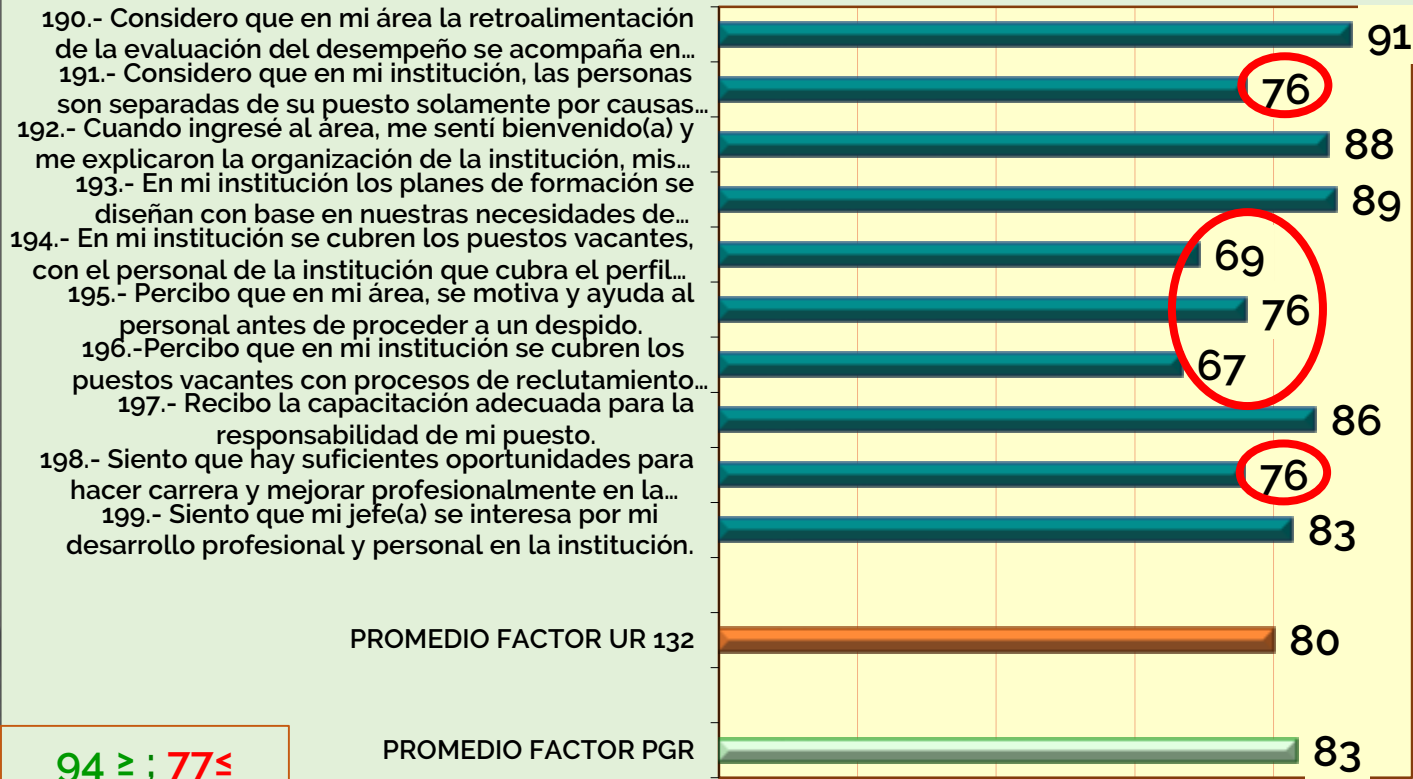 190.- Considero que en mi área la retroalimentación
de la evaluación del desempeño se acompaña en…
91
191.- Considero que en mi institución, las personas
son separadas de su puesto solamente por causas…
76
192.- Cuando ingresé al área, me sentí bienvenido(a) y
me explicaron la organización de la institución, mis…
88
193.- En mi institución los planes de formación se
diseñan con base en nuestras necesidades de…
89
194.- En mi institución se cubren los puestos vacantes,
con el personal de la institución que cubra el perfil…
69
195.- Percibo que en mi área, se motiva y ayuda al
personal antes de proceder a un despido.
76
196.-Percibo que en mi institución se cubren los
puestos vacantes con procesos de reclutamiento…
67
197.- Recibo la capacitación adecuada para la
responsabilidad de mi puesto.
86
198.- Siento que hay suficientes oportunidades para
hacer carrera y mejorar profesionalmente en la…
76
199.- Siento que mi jefe(a) se interesa por mi
desarrollo profesional y personal en la institución.
83
PROMEDIO FACTOR UR 132
80
PROMEDIO FACTOR PGR
83
94 ≥ ; 77≤